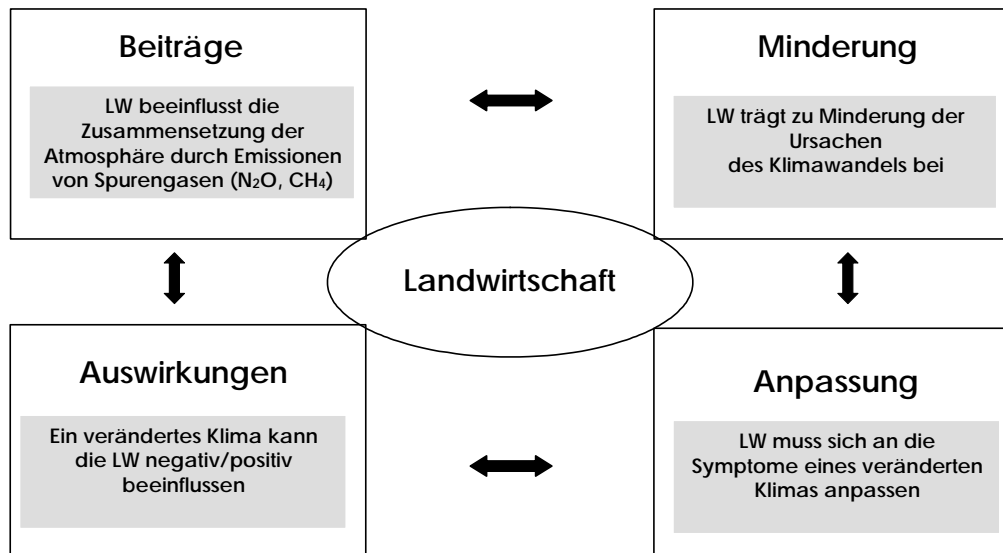 Beiträge
LW beeinflusst die
Zusammensetzung der
Atmosphäre durch Emissionen
von Spurengasen (N₂O, CH₄)
Minderung
LW trägt zu Minderung der
Ursachen
des Klimawandels bei
Landwirtschaft
Auswirkungen
Ein verändertes Klima kann
die LW negativ/positiv
beeinflussen
Anpassung
LW muss sich an die
Symptome eines veränderten
Klimas anpassen